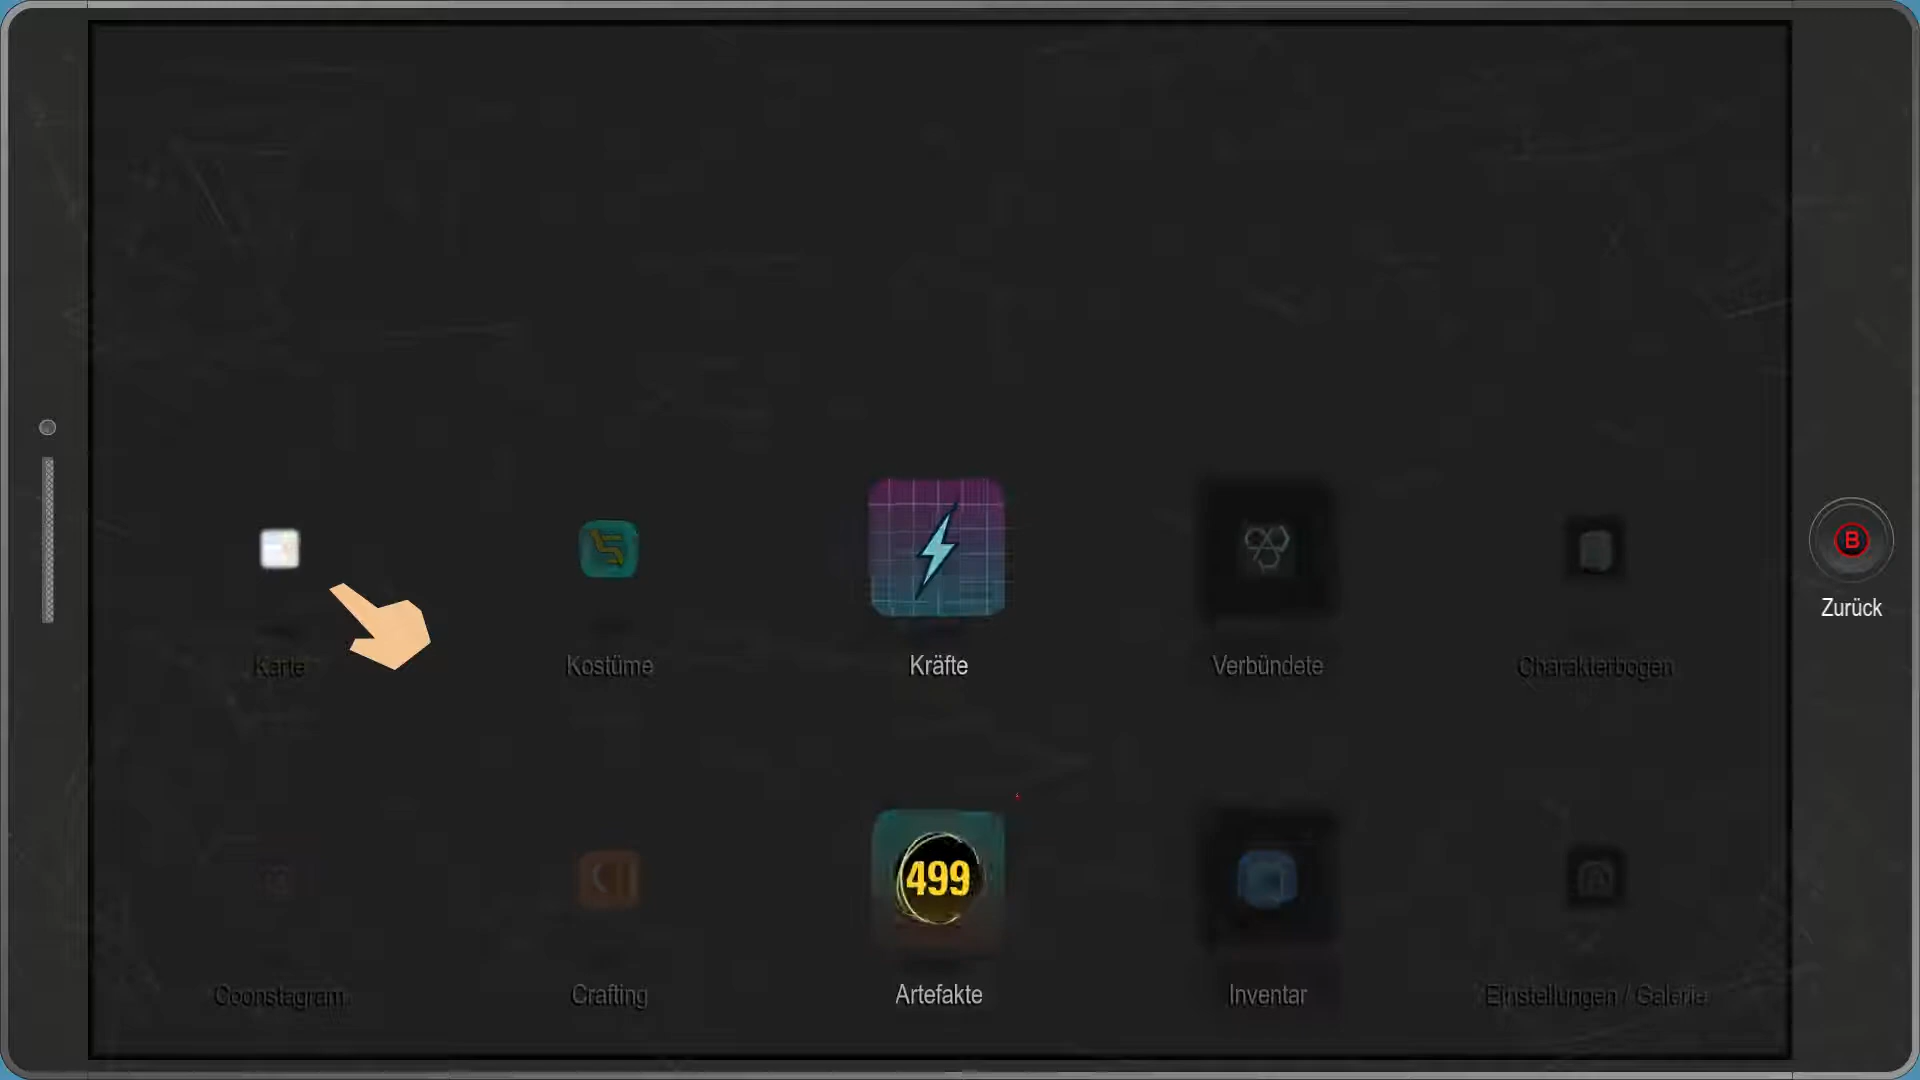 B
Zurück
Karte
Kostüme
Kräfte
Verbündete
Charakterbogen
499
Coonstagram
Crafting
Artefakte
Inventar
Einstellungen / Galerie